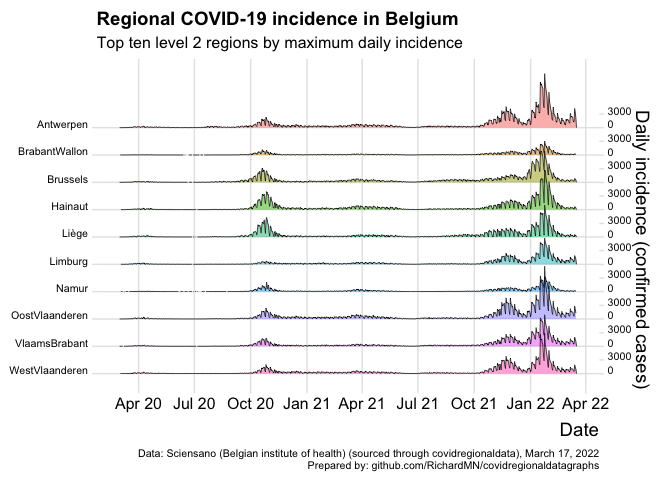 Regional COVID-19 incidence in Belgium
Top ten level 2 regions by maximum daily incidence
Antwerpen
3000
0
BrabantWallon
3000
0
Brussels
3000
0
Hainaut
3000
0
Liège
3000
0
Limburg
3000
0
Namur
3000
0
OostVlaanderen
3000
0
VlaamsBrabant
3000
0
WestVlaanderen
3000
0
Daily incidence (confirmed cases)
Apr 20 Jul 20 Oct 20 Jan 21 Apr 21 Jul 21 Oct 21 Jan 22 Apr 22
Date
Data: Sciensano (Belgian institute of health) (sourced through covidregionaldata), March 17, 2022
Prepared by: github.com/RichardMN/covidregionaldatagraphs